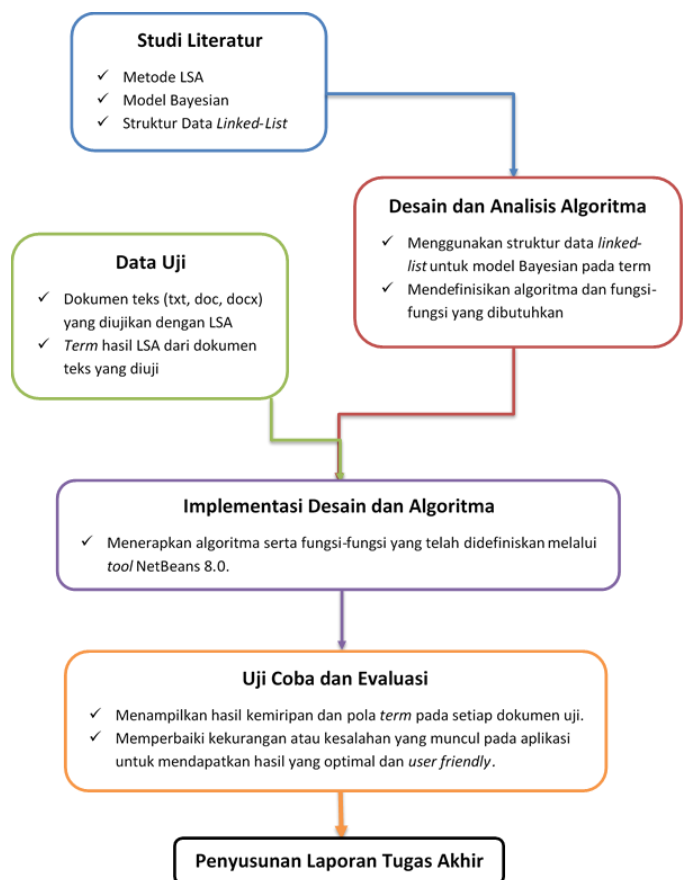 Studi Literatur
✓ Metode LSA
✓ Model Bayesian
✓ Struktur Data Linked-List
Desain dan Analisis Algoritma
✓ Menggunakan struktur data linked-
list untuk model Bayesian pada term
✓ Mendefinisikan algoritma dan fungsi-
fungsi yang dibutuhkan
Data Uji
✓ Dokumen teks (txt, doc, docx)
yang diujikan dengan LSA
✓ Term hasil LSA dari dokumen
teks yang diuji
Implementasi Desain dan Algoritma
✓ Menerapkan algoritma serta fungsi-fungsi yang telah didefiniskan melalui
tool NetBeans 8.0.
Uji Coba dan Evaluasi
✓ Menampilkan hasil kemiripan dan pola term pada setiap dokumen uji.
✓ Memperbaiki kekurangan atau kesalahan yang muncul pada aplikasi
untuk mendapatkan hasil yang optimal dan user friendly.
Penyusunan Laporan Tugas Akhir